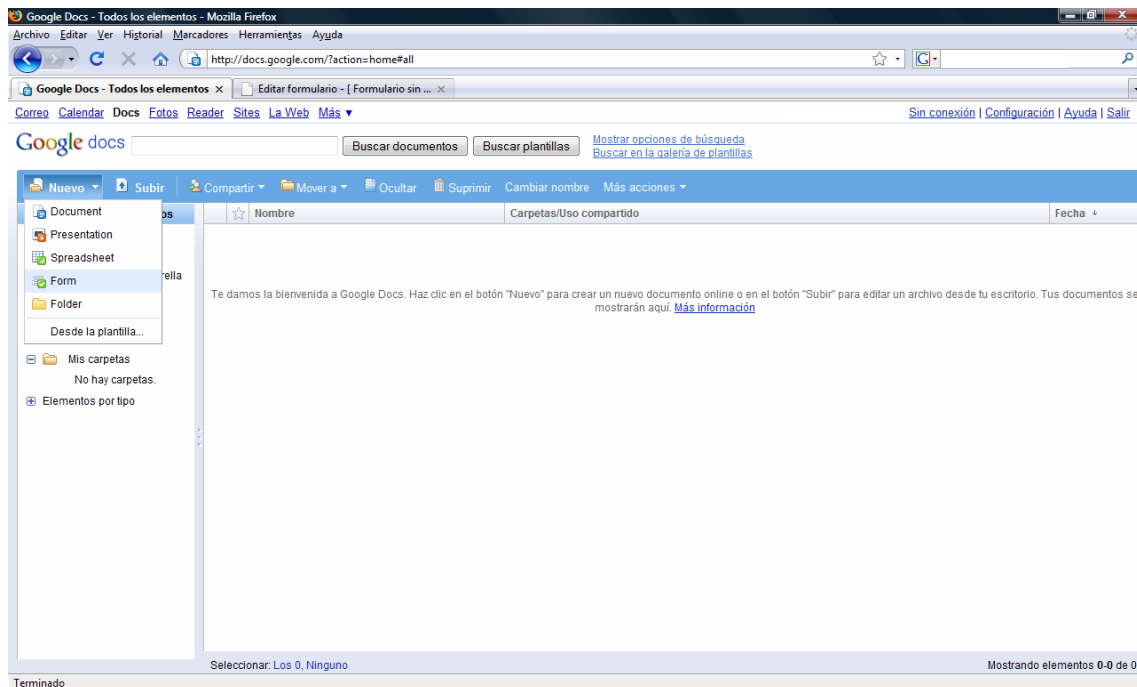 Google Docs - Todos los elementos - Mozilla Firefox
Archivo Editar Ver Historial Marcadores Herramientas Ayuda
http://docs.google.com/?action=home#all
Google Docs - Todos los elementos Editar formulario - [ Formulario sin ...
Correo Calendar Docs Fotos Reader Sites La Web Más ▼ Sin conexión | Configuración | Ayuda | Salir
Google docs Buscar documentos Buscar plantillas Mostrar opciones de búsqueda
Buscar en la galería de plantillas
Nuevo Subir Compartir Mover a Ocultar Suprimir Cambiar nombre Más acciones
Document os Nombre Carpetas/Uso compartido Fecha
Presentation
Spreadsheet
Form rella
Folder
Te damos la bienvenida a Google Docs. Haz clic en el botón "Nuevo" para crear un nuevo documento online o en el botón "Subir" para editar un archivo desde tu escritorio. Tus documentos se
mostrarán aquí. Más información
Desde la plantilla...
Mis carpetas
No hay carpetas.
Elementos por tipo
Seleccionar: Los 0, Ninguno Mostrando elementos 0-0 de 0
Terminado